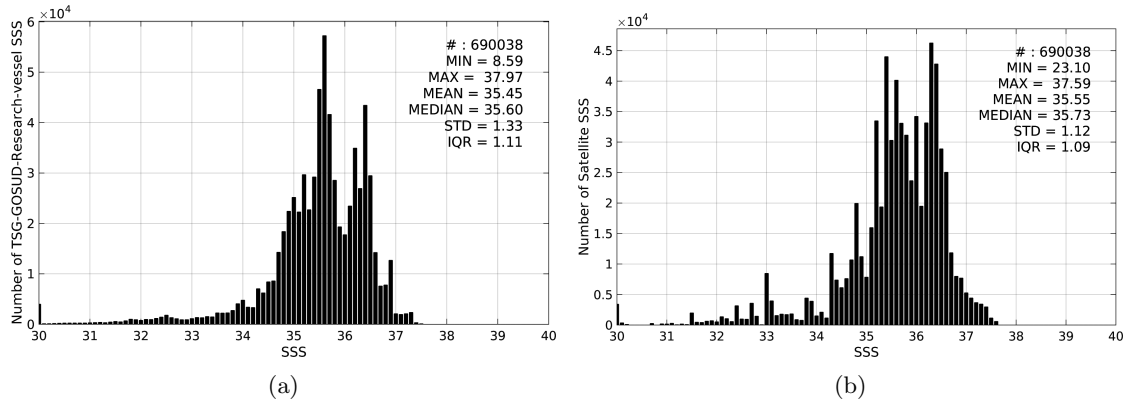 ×10^4
Number of TSG-GOSUD-Research-vessel SSS
6
5
4
3
2
1
0
# : 690038
MIN = 8.59
MAX = 37.97
MEAN = 35.45
MEDIAN = 35.60
STD = 1.33
IQR = 1.11
30 31 32 33 34 35 36 37 38 39 40
SSS
(a)
×10^4
Number of Satellite SSS
4.5
4
3.5
3
2.5
2
1.5
1
0.5
0
# : 690038
MIN = 23.10
MAX = 37.59
MEAN = 35.55
MEDIAN = 35.73
STD = 1.12
IQR = 1.09
30 31 32 33 34 35 36 37 38 39 40
SSS
(b)